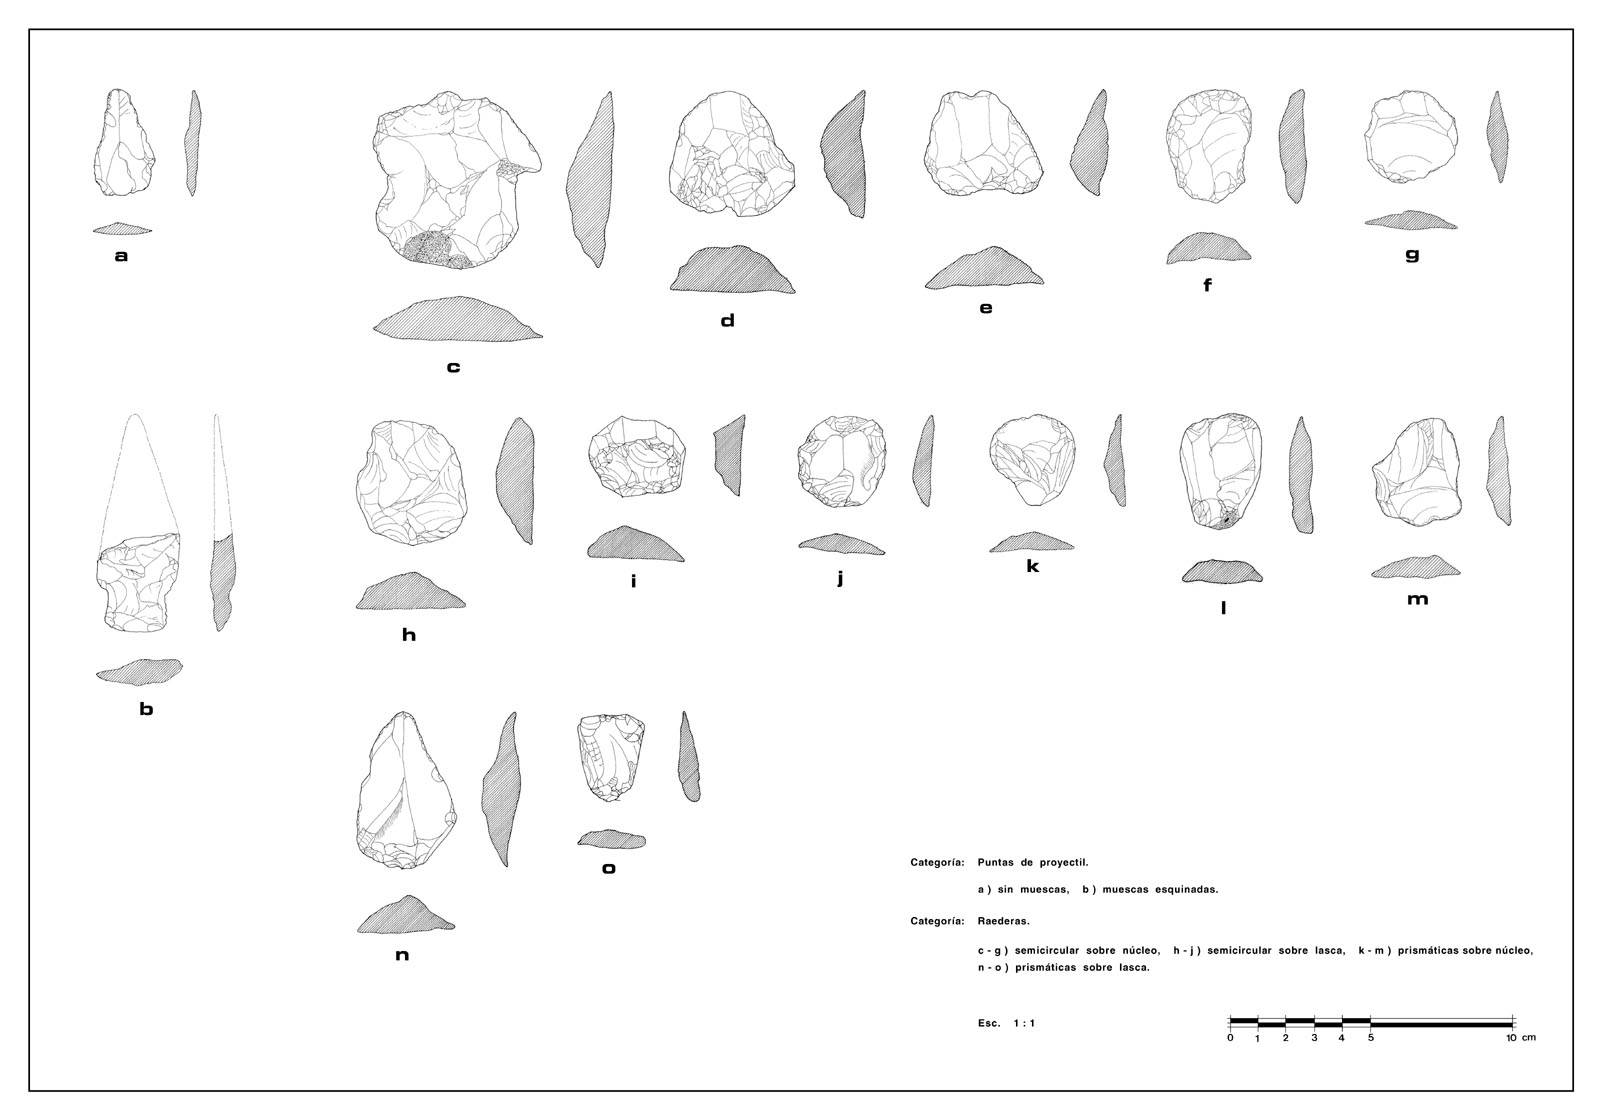 a
c
d
e
f
g
b
h
i
j
k
l
m
n
o
Categoría: Puntas de proyectil.
a) sin muescas, b) muescas esquinadas.
Categoría: Raederas.
c-g) semicircular sobre núcleo, h-j) semicircular sobre lasca, k-m) prismáticas sobre núcleo,
n-o) prismáticas sobre lasca.
Esc. 1:1
0 1 2 3 4 5 10 cm